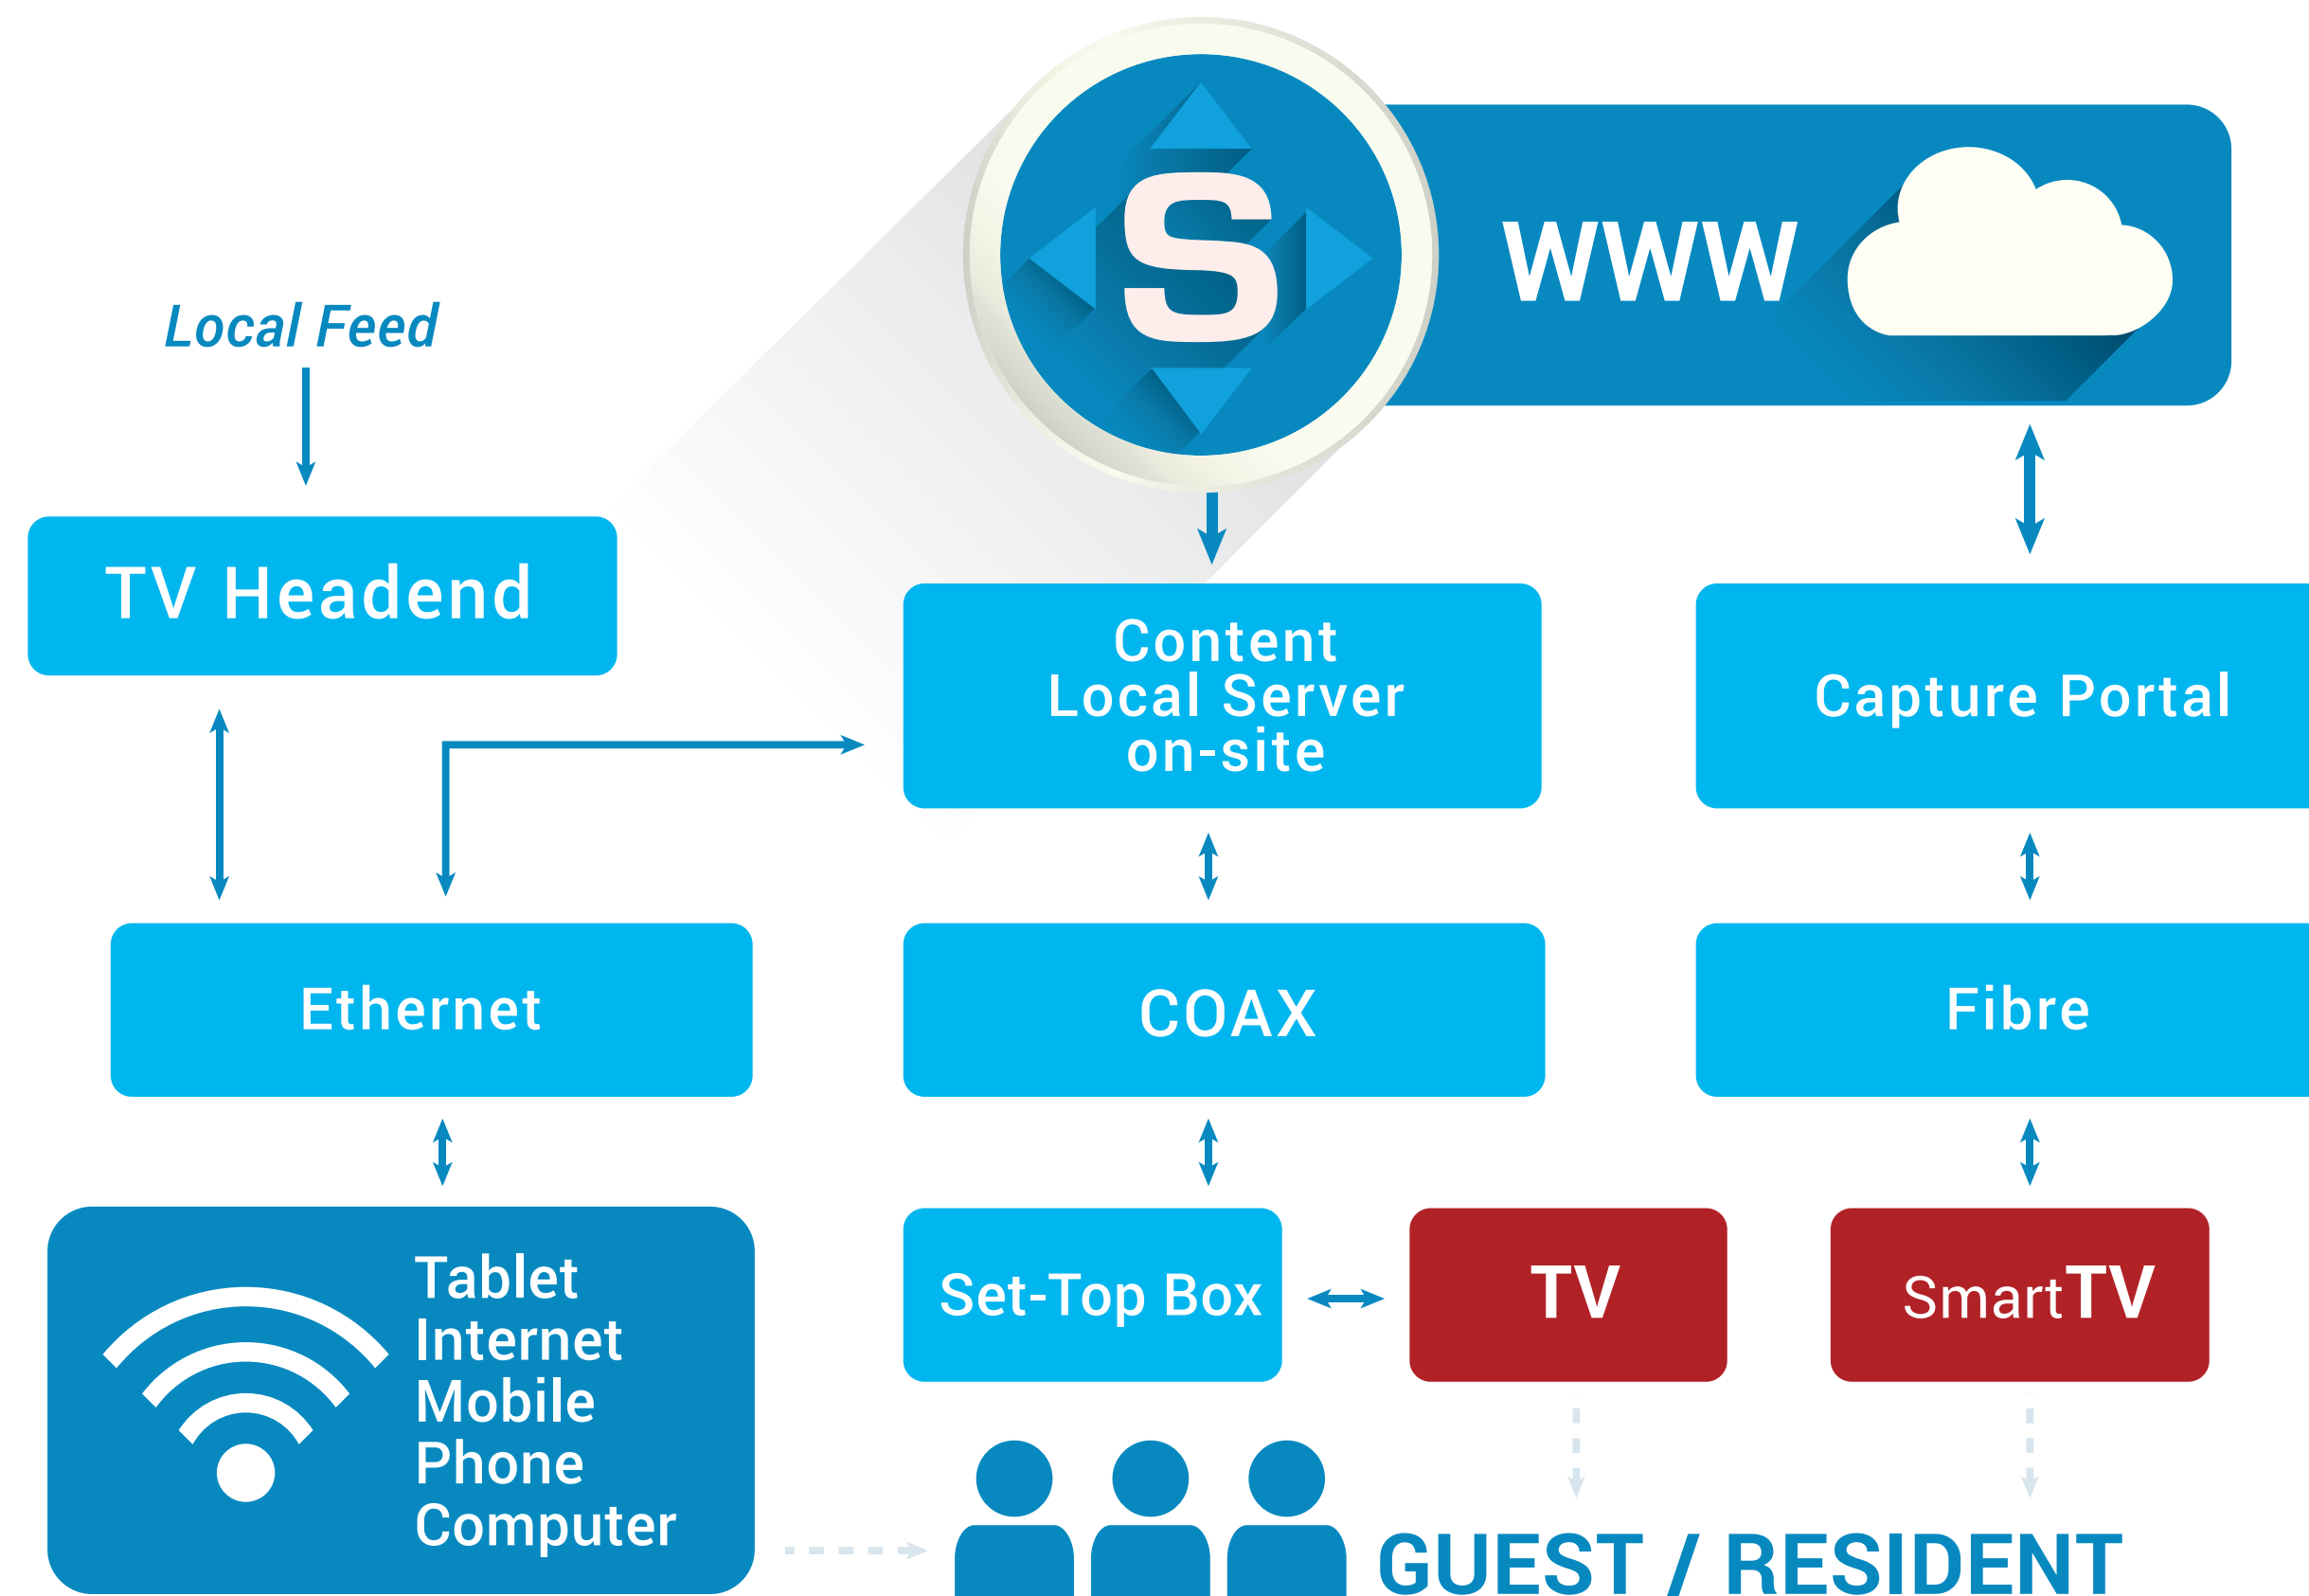 S
WWW
Local Feed
TV Headend
Content
Local Server
on-site
Capture Portal
Ethernet
COAX
Fibre
Tablet
Internet
Mobile
Phone
Computer
Set-Top Box
TV
SmartTV
GUEST / RESIDENT